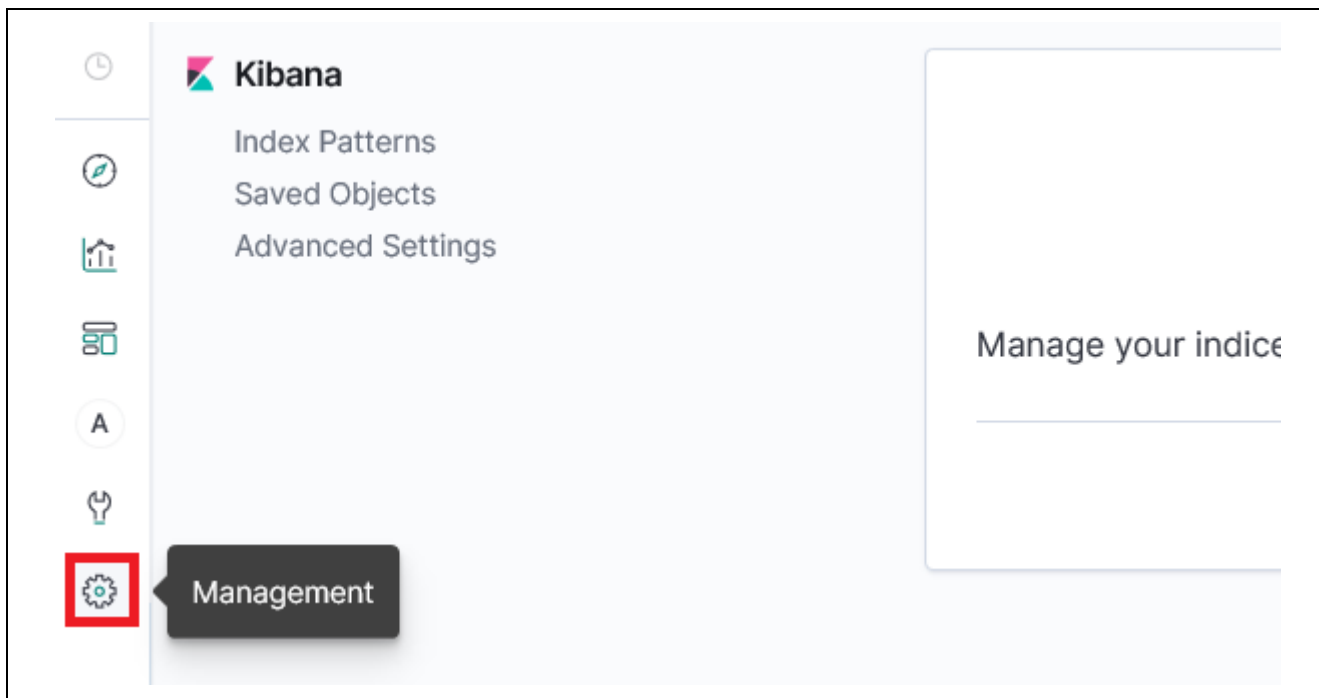 Kibana
Index Patterns
Saved Objects
Advanced Settings
Manage your indice
A
Management